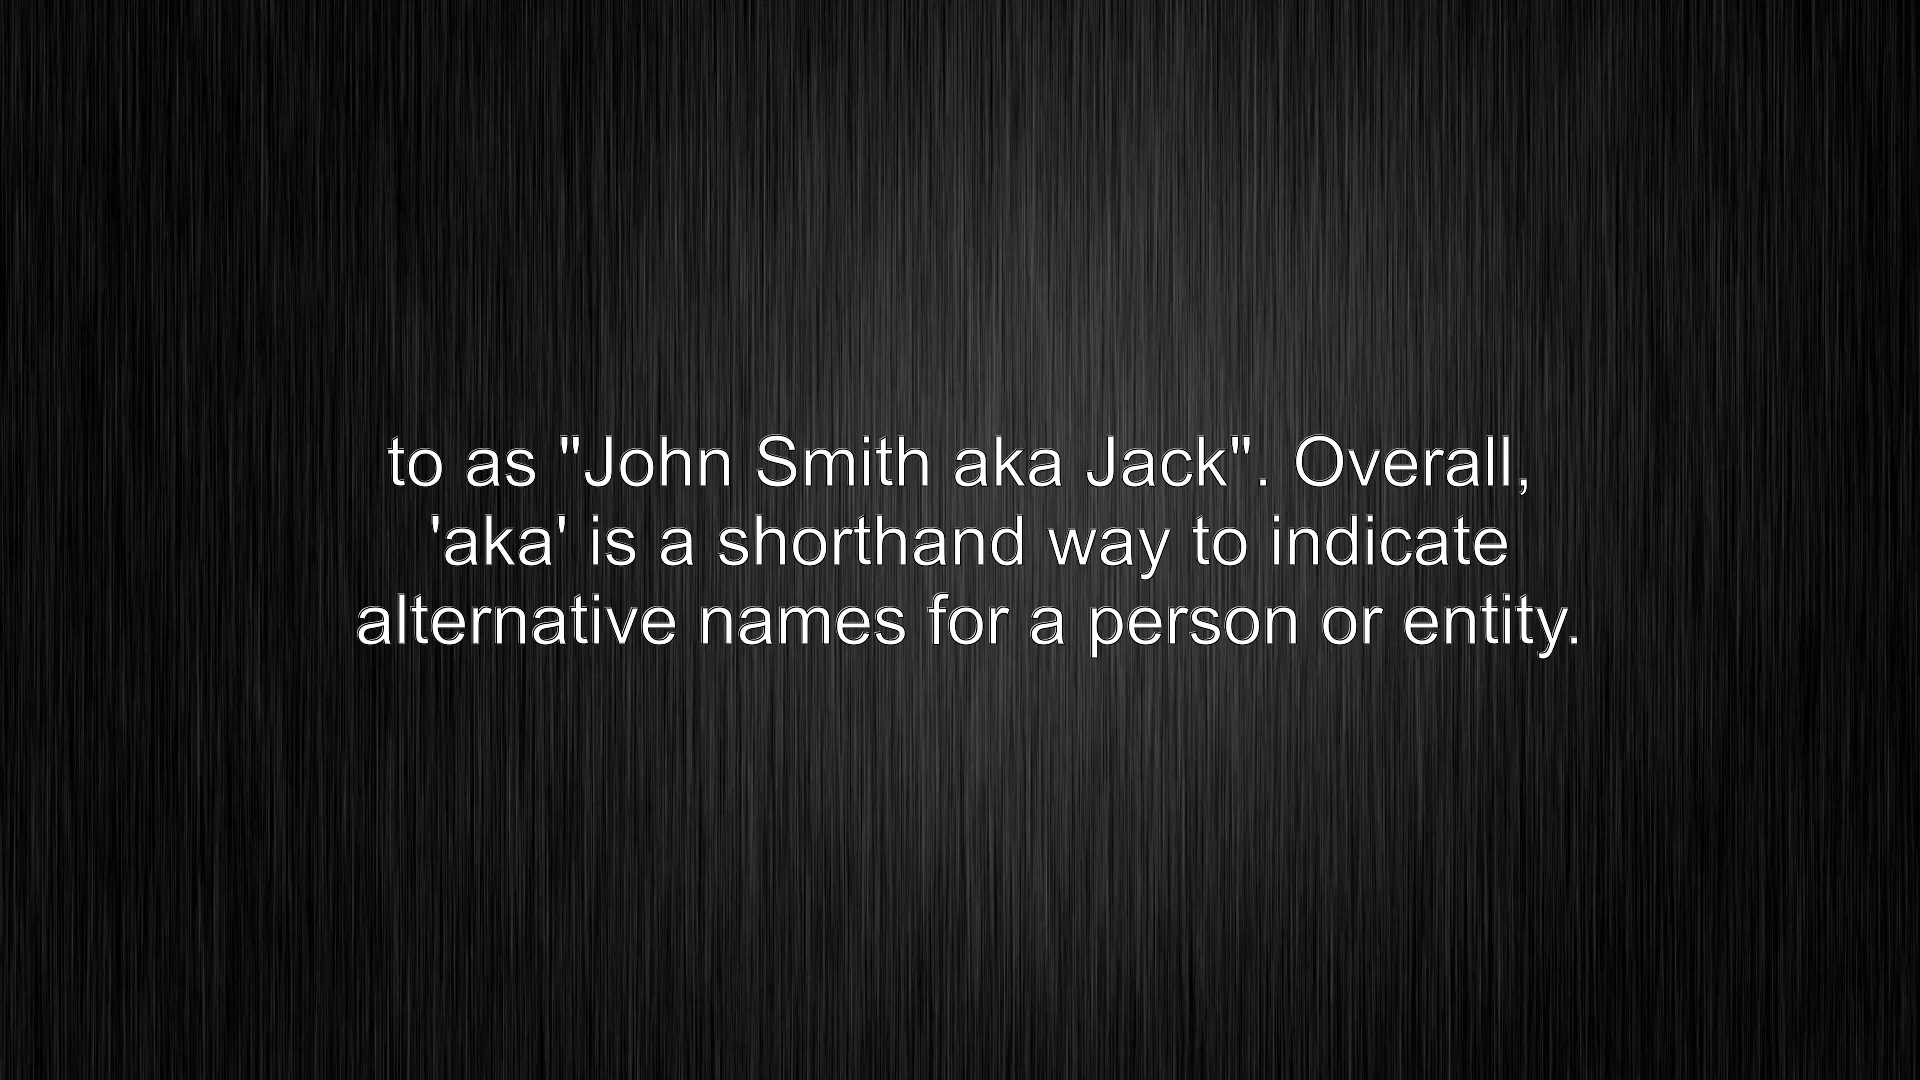 to as "John Smith aka Jack". Overall,
'aka' is a shorthand way to indicate
alternative names for a person or entity.